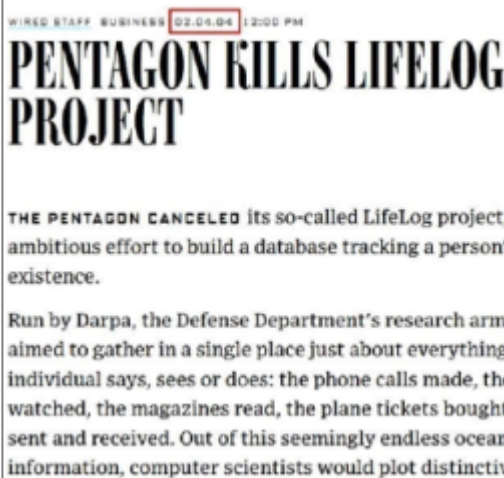 WIRED STAFF BUSINESS 02.04.04 12:00 PM
PENTAGON KILLS LIFELOG
PROJECT
THE PENTAGON CANCELED its so-called LifeLog project
ambitious effort to build a database tracking a person'
existence.
Run by Darpa, the Defense Department's research arm
aimed to gather in a single place just about everything
individual says, sees or does: the phone calls made, the
watched, the magazines read, the plane tickets bought
sent and received. Out of this seemingly endless ocean
information, computer scientists would plot distinctiv